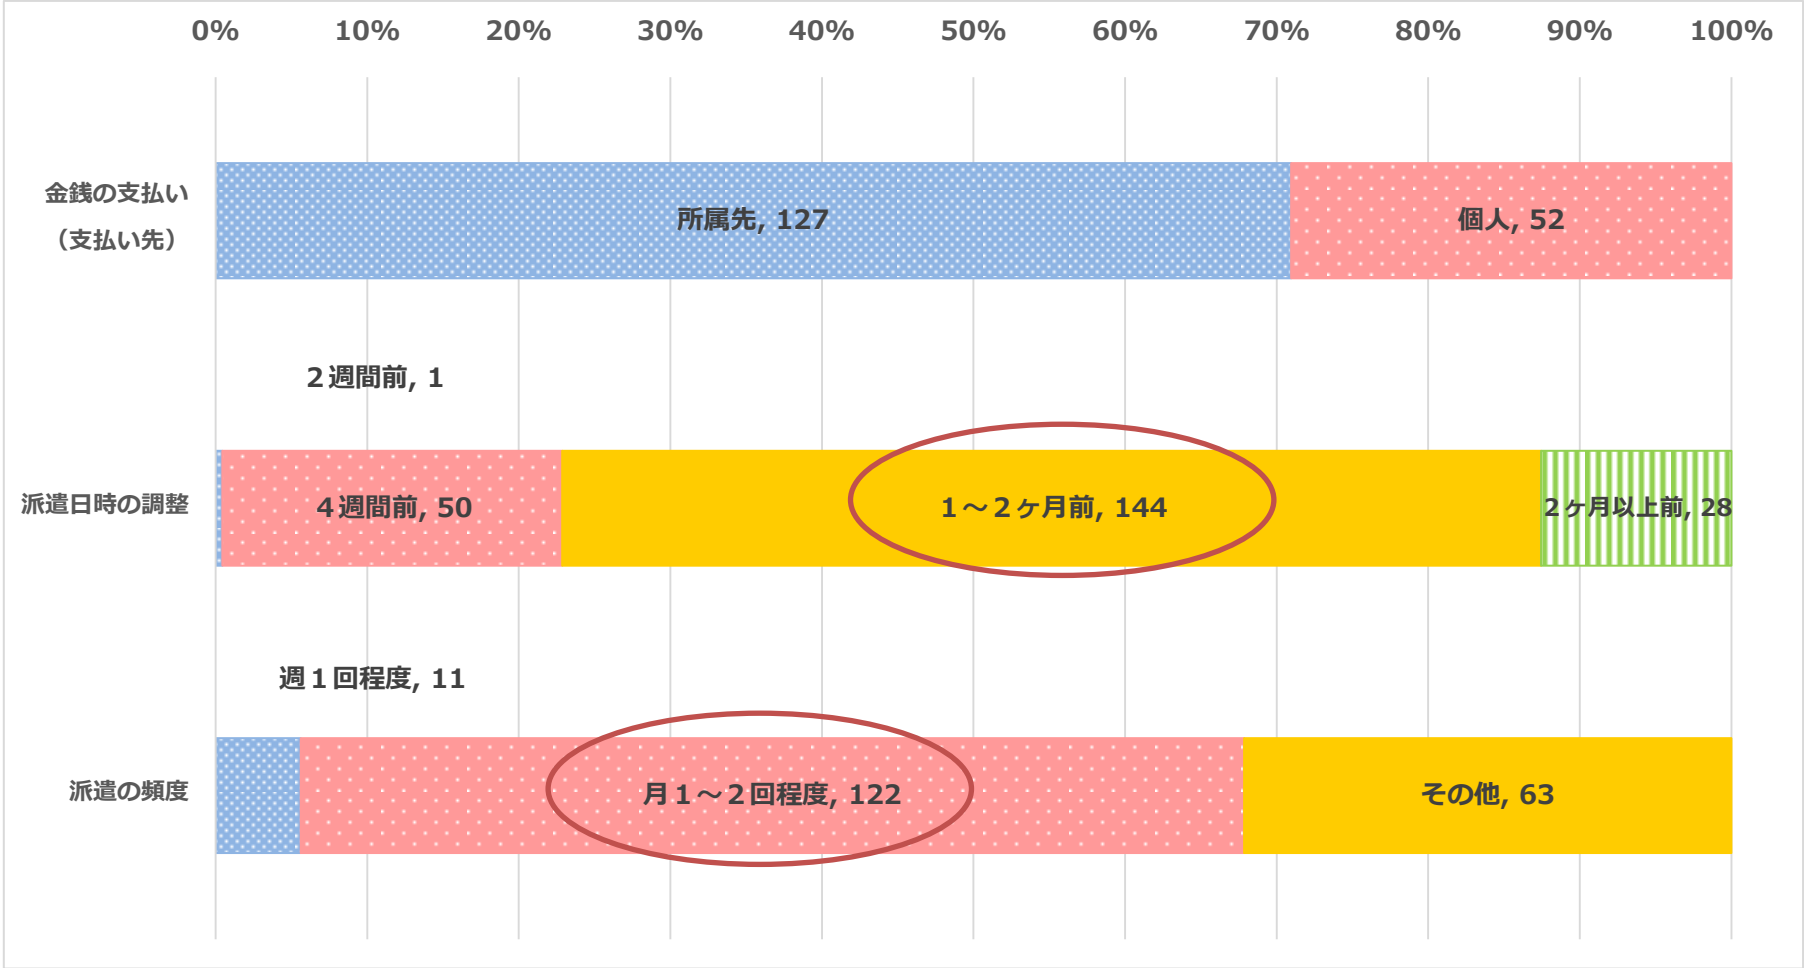 0% 10% 20% 30% 40% 50% 60% 70% 80% 90% 100%
金銭の支払い
（支払い先）
所属先, 127
個人, 52
２週間前, 1
派遣日時の調整
４週間前, 50
１～２ヶ月前, 144
２ヶ月以上前, 28
週１回程度, 11
派遣の頻度
月１～２回程度, 122
その他, 63